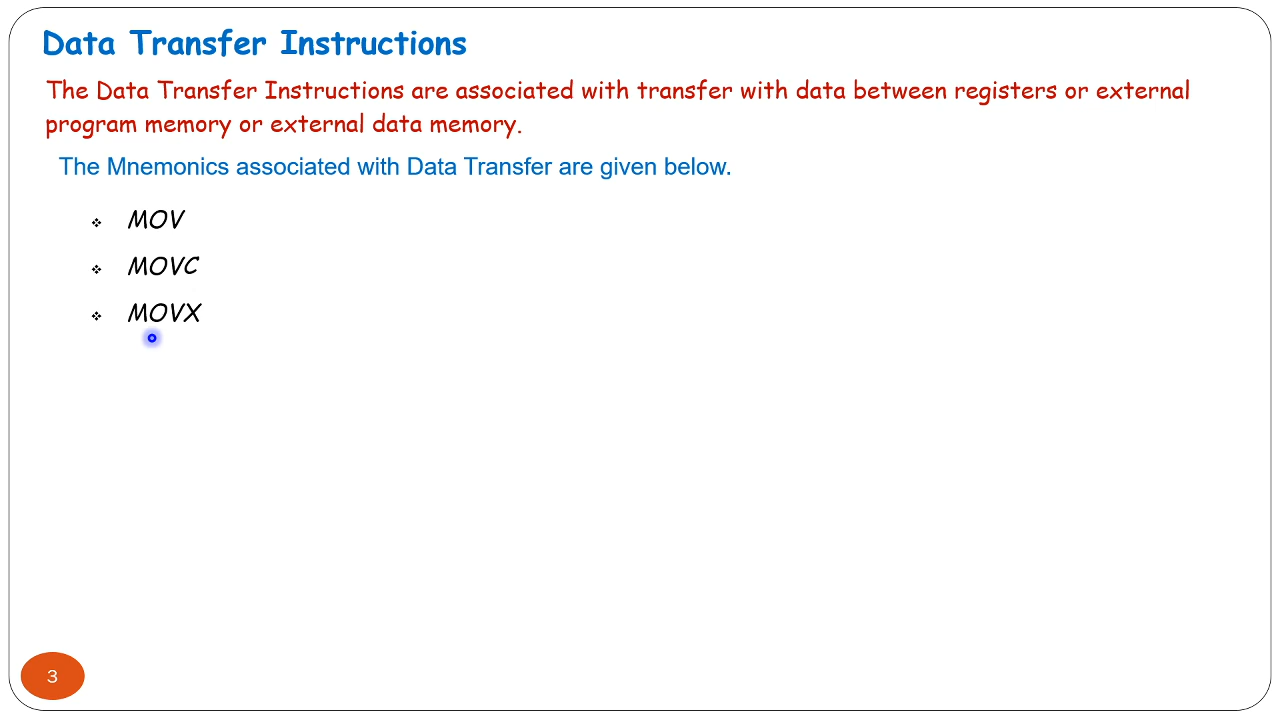 Data Transfer Instructions
The Data Transfer Instructions are associated with transfer with data between registers or external
program memory or external data memory.
The Mnemonics associated with Data Transfer are given below.
❖ MOV
❖ MOVC
❖ MOVX
3